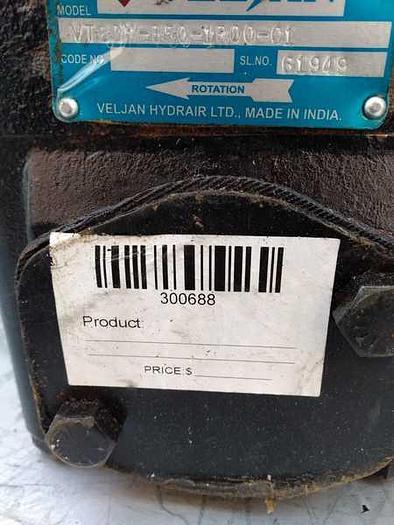 MODEL
CODE NO. SL.NO. 61949
ROTATION
VELJAN HYDRAIR LTD., MADE IN INDIA.
300688
Product:
PRICE $